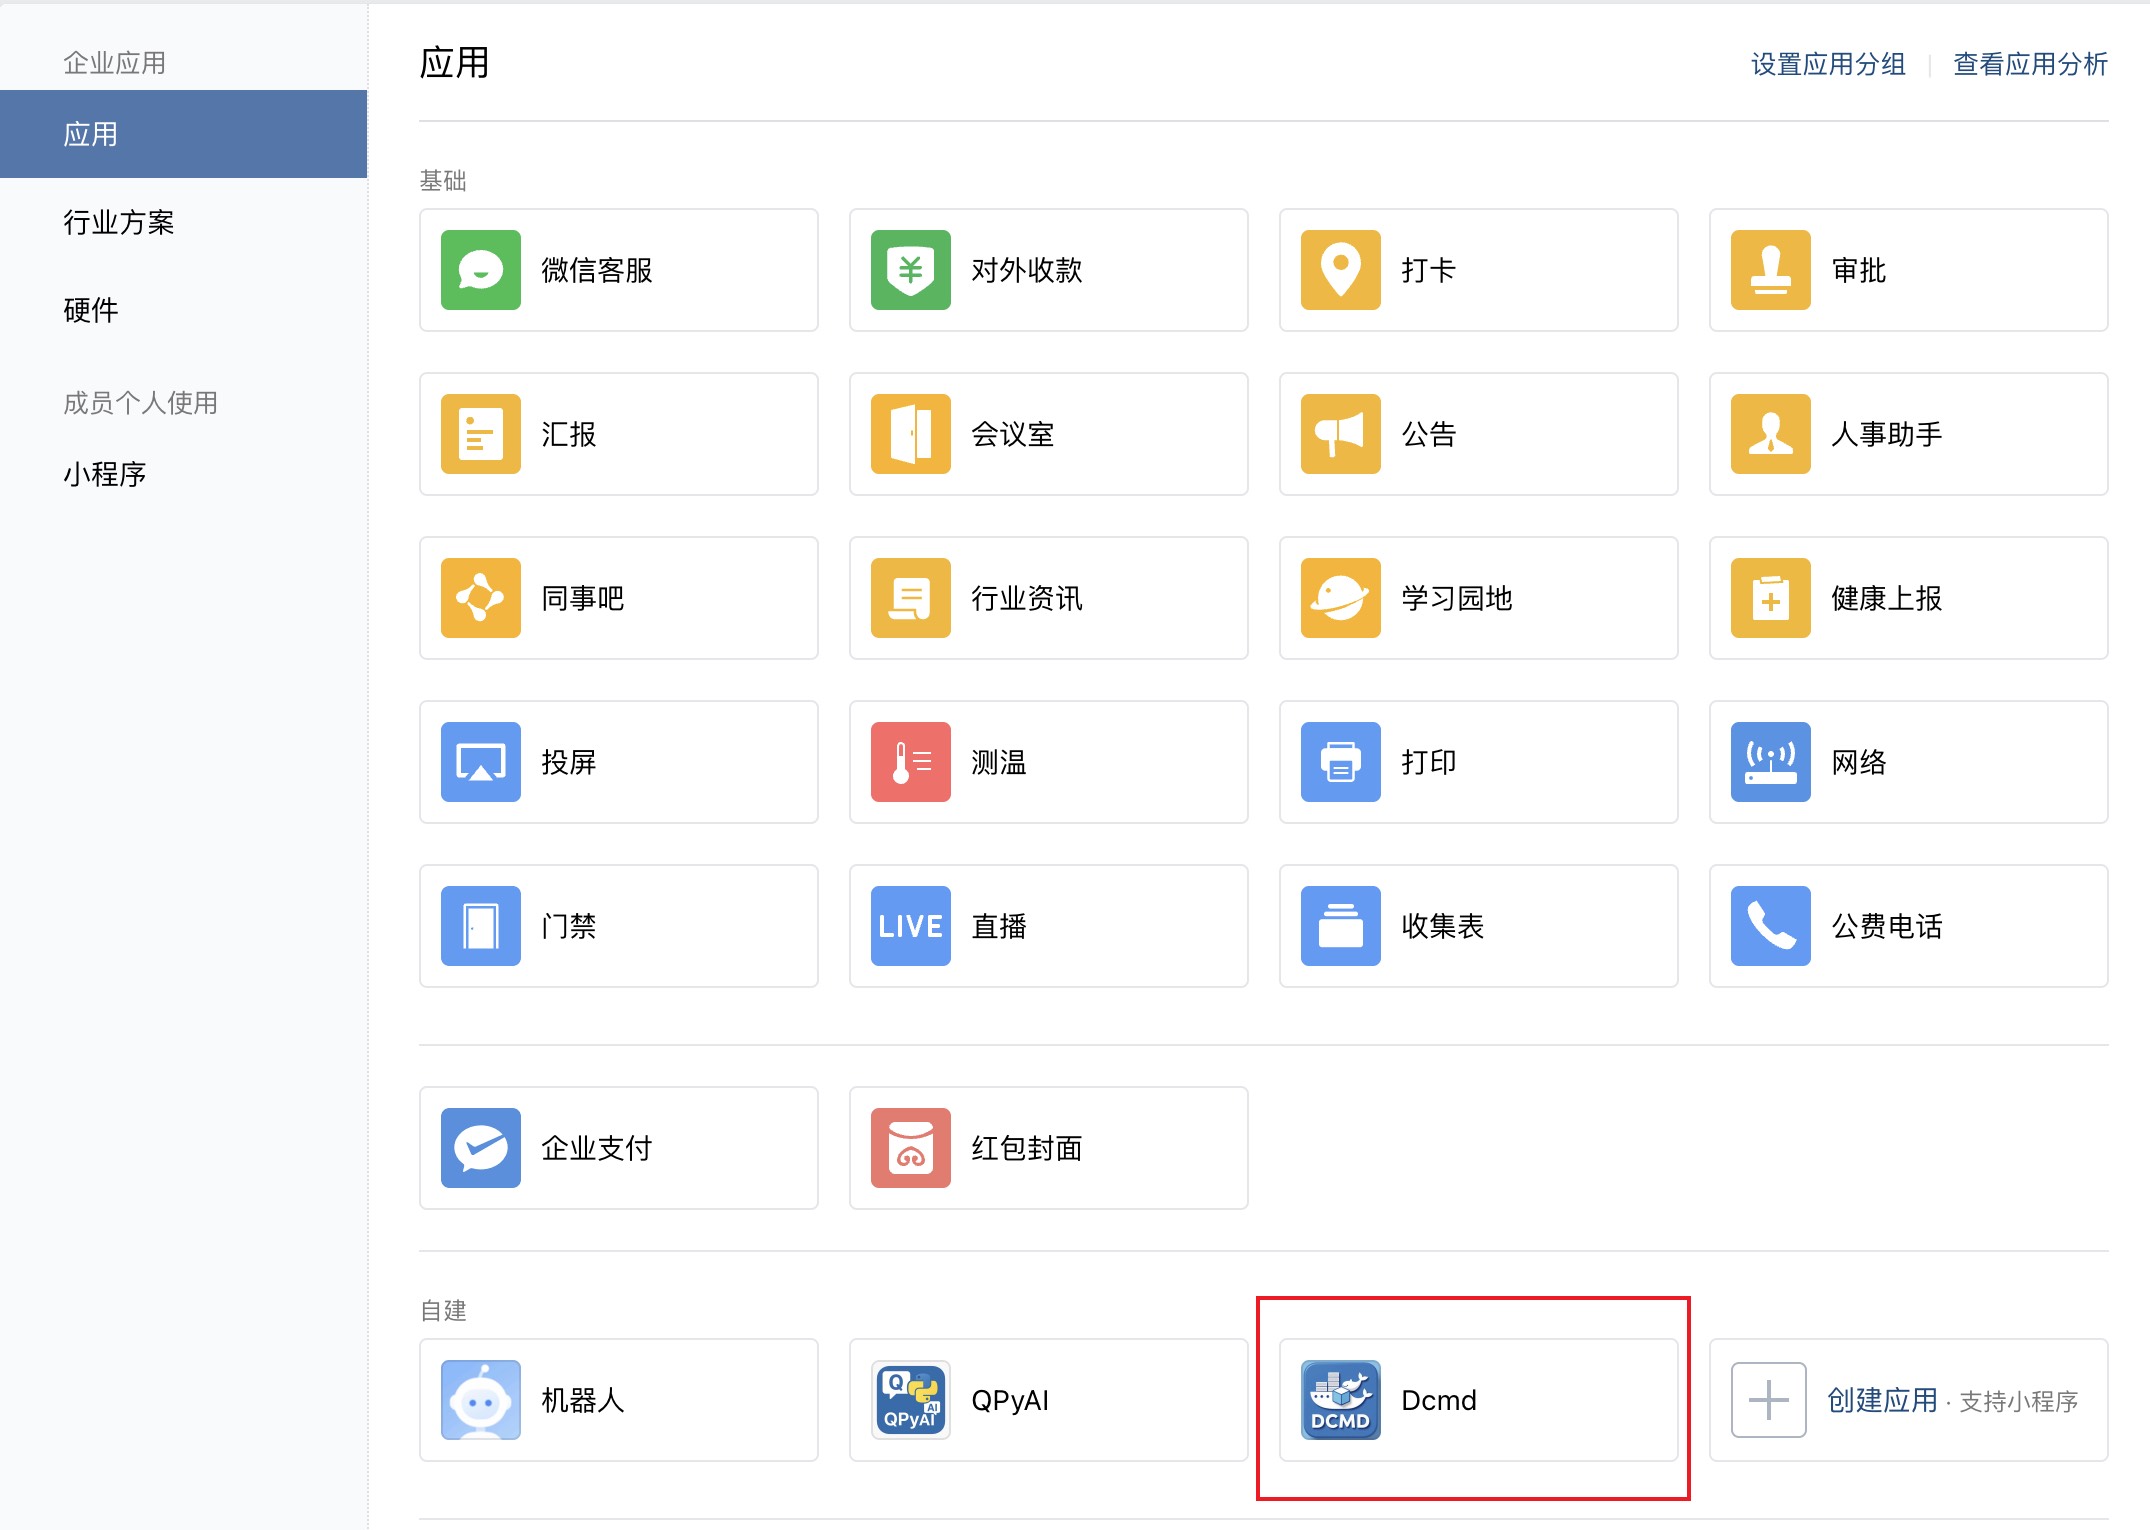 企业应用
应用
行业方案
硬件
成员个人使用
小程序
应用
设置应用分组 | 查看应用分析
基础
微信客服
对外收款
打卡
审批
汇报
会议室
公告
人事助手
同事吧
行业资讯
学习园地
健康上报
投屏
测温
打印
网络
门禁
LIVE 直播
收集表
公费电话
企业支付
红包封面
自建
机器人
Q AI QPyAI QPyAI
DCMD Dcmd
创建应用 · 支持小程序